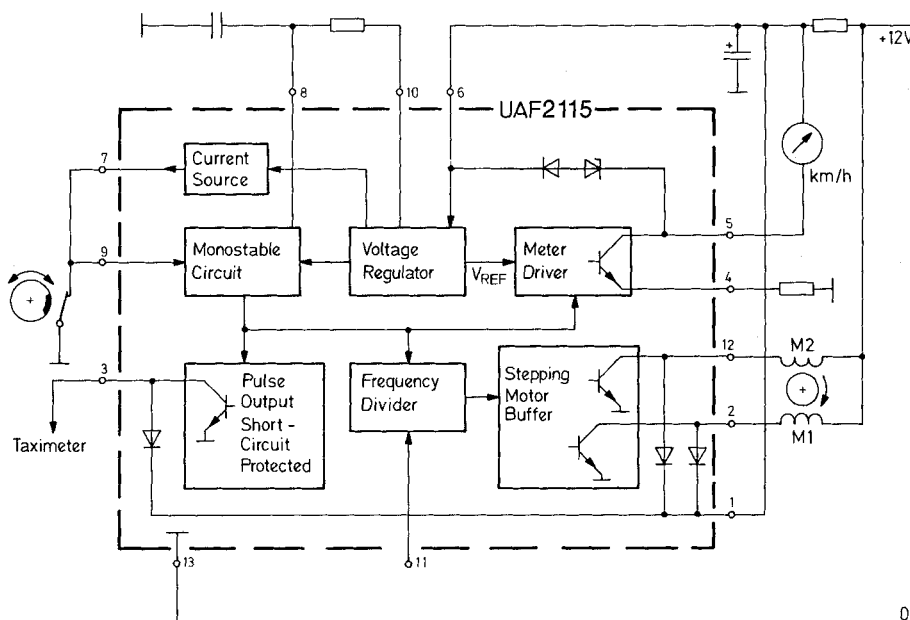 +12V
8
10
6
UAF2115
7
Current
Source
km/h
9
Monostable
Circuit
Voltage
Regulator
VREF
Meter
Driver
5
4
3
Taximeter
Pulse
Output
Short-
Circuit
Protected
Frequency
Divider
Stepping
Motor
Buffer
12
M2
2
M1
1
13
11
0